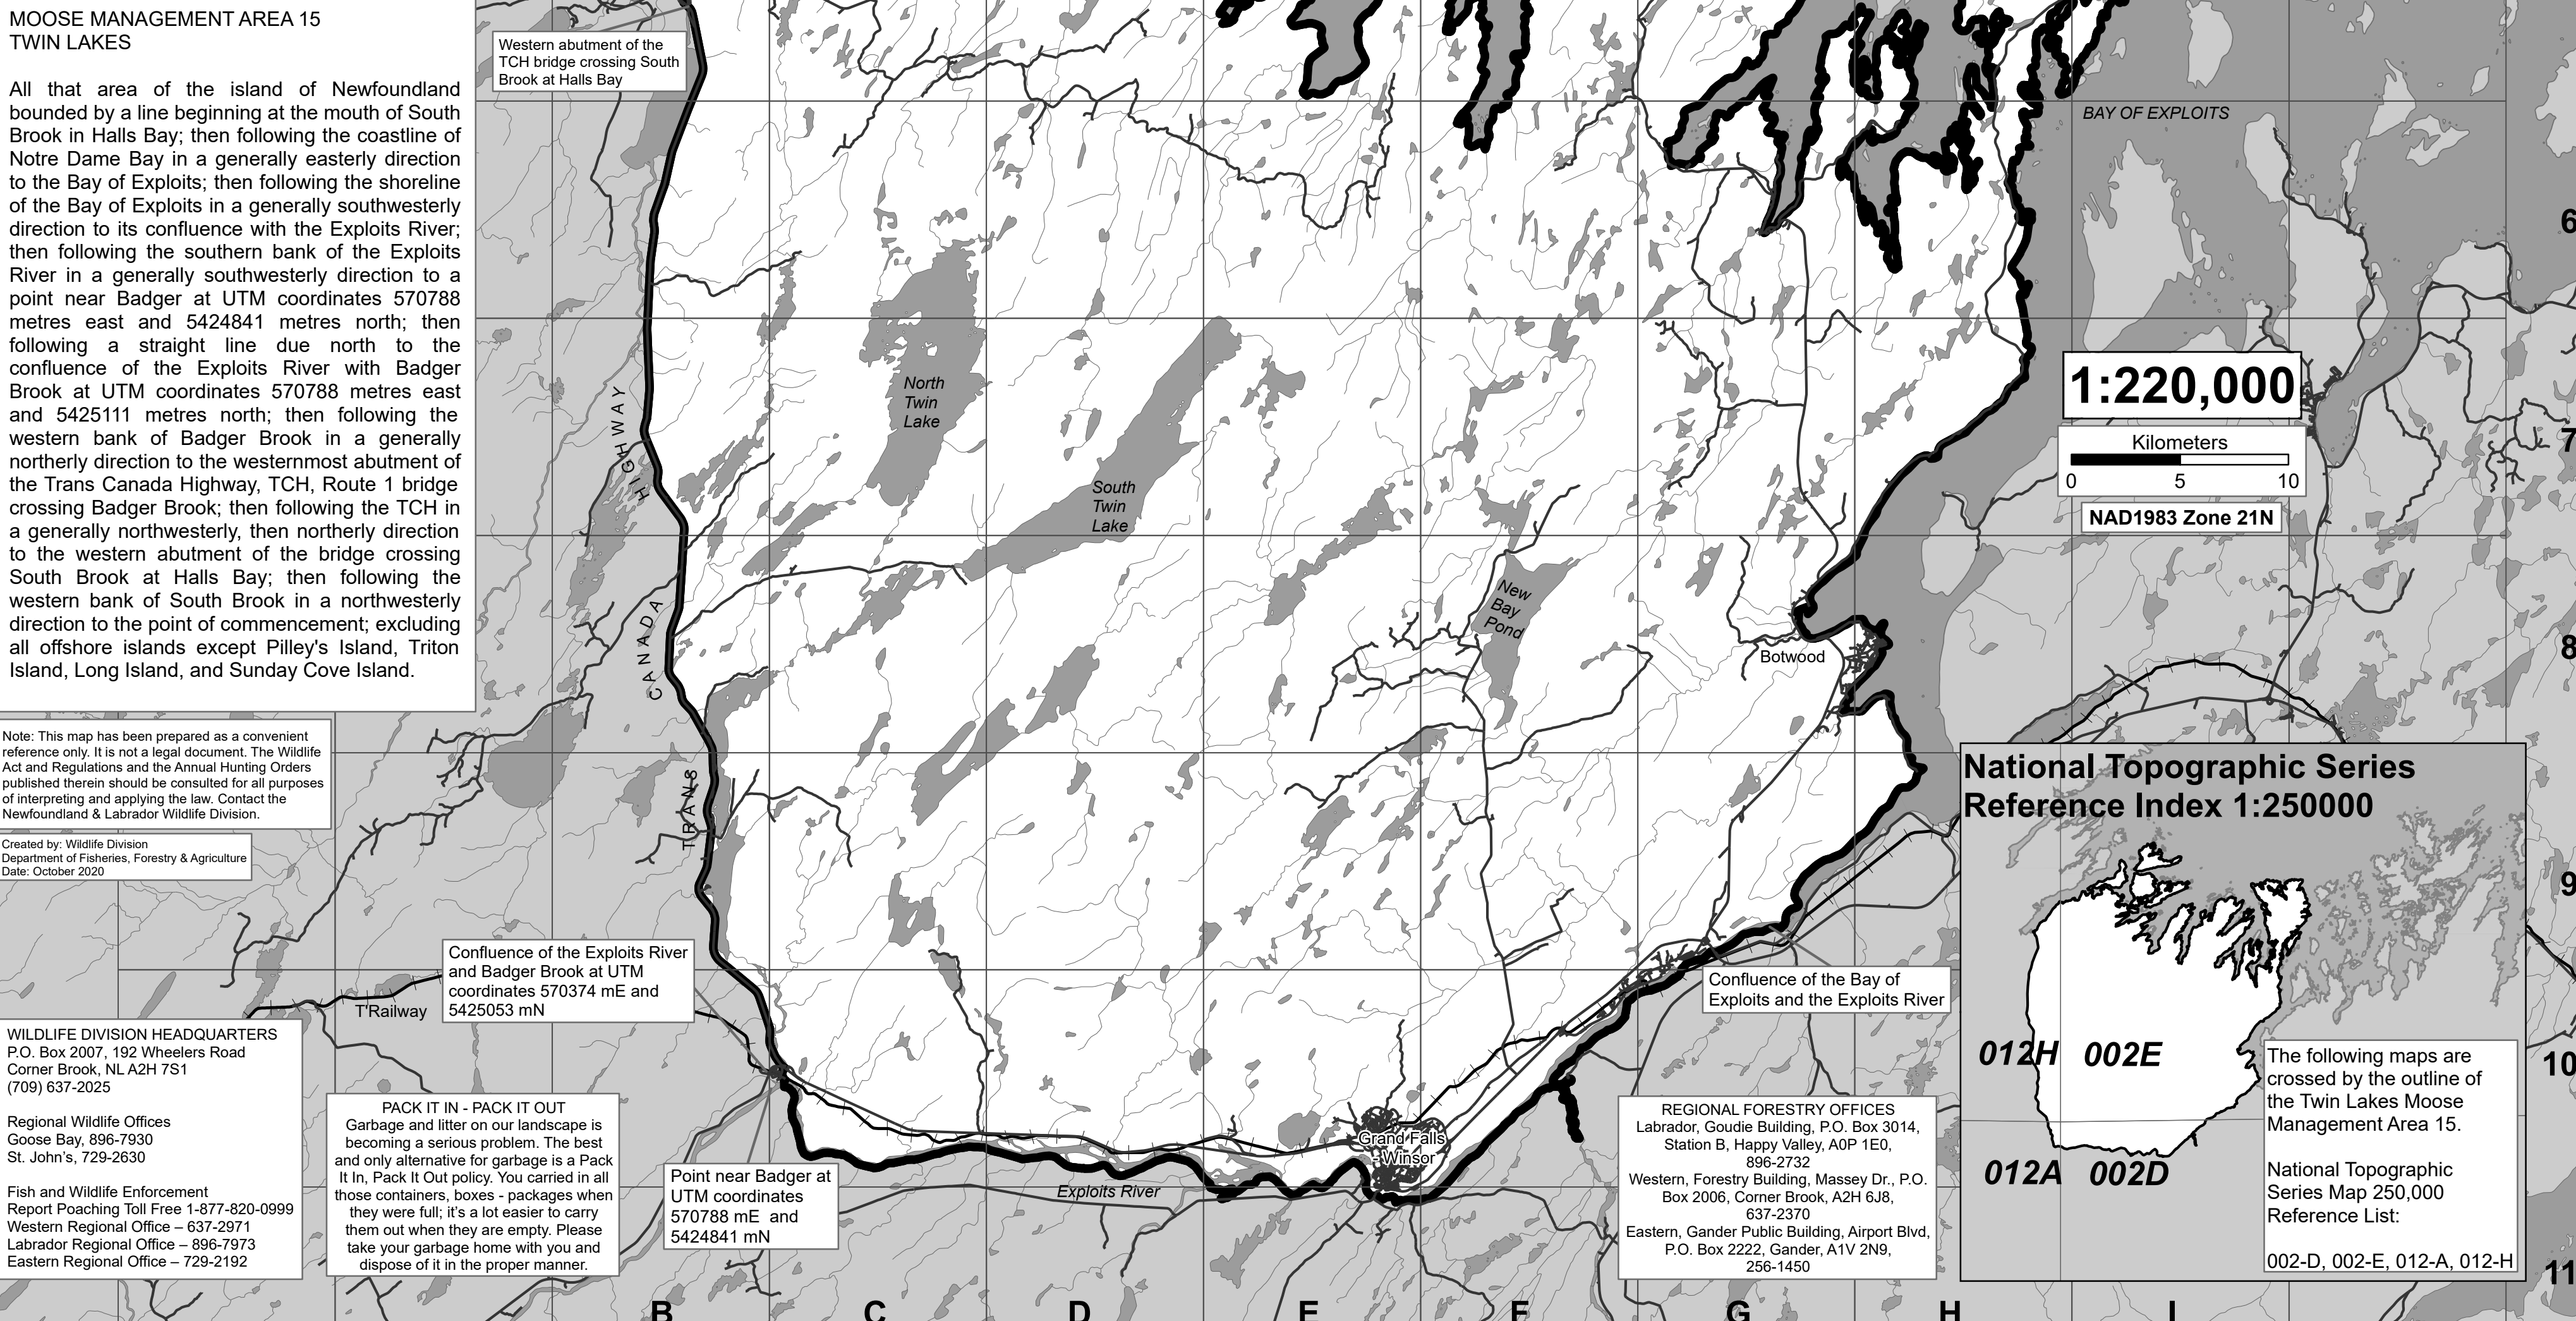 MOOSE MANAGEMENT AREA 15
TWIN LAKES
All that area of the island of Newfoundland
bounded by a line beginning at the mouth of South
Brook in Halls Bay; then following the coastline of
Notre Dame Bay in a generally easterly direction
to the Bay of Exploits; then following the shoreline
of the Bay of Exploits in a generally southwesterly
direction to its confluence with the Exploits River;
then following the southern bank of the Exploits
River in a generally southwesterly direction to a
point near Badger at UTM coordinates 570788
metres east and 5424841 metres north; then
following a straight line due north to the
confluence of the Exploits River with Badger
Brook at UTM coordinates 570788 metres east
and 5425111 metres north; then following the
western bank of Badger Brook in a generally
northerly direction to the westernmost abutment of
the Trans Canada Highway, TCH, Route 1 bridge
crossing Badger Brook; then following the TCH in
a generally northwesterly, then northerly direction
to the western abutment of the bridge crossing
South Brook at Halls Bay; then following the
western bank of South Brook in a northwesterly
direction to the point of commencement; excluding
all offshore islands except Pilley's Island, Triton
Island, Long Island, and Sunday Cove Island.
Note: This map has been prepared as a convenient
reference only. It is not a legal document. The Wildlife
Act and Regulations and the Annual Hunting Orders
published therein should be consulted for all purposes
of interpreting and applying the law. Contact the
Newfoundland & Labrador Wildlife Division.
Created by: Wildlife Division
Department of Fisheries, Forestry & Agriculture
Date: October 2020
WILDLIFE DIVISION HEADQUARTERS
P.O. Box 2007, 192 Wheelers Road
Corner Brook, NL A2H 7S1
(709) 637-2025
Regional Wildlife Offices
Goose Bay, 896-7930
St. John's, 729-2630
Fish and Wildlife Enforcement
Report Poaching Toll Free 1-877-820-0999
Western Regional Office – 637-2971
Labrador Regional Office – 896-7973
Eastern Regional Office – 729-2192
PACK IT IN - PACK IT OUT
Garbage and litter on our landscape is
becoming a serious problem. The best
and only alternative for garbage is a Pack
It In, Pack It Out policy. You carried in all
those containers, boxes - packages when
they were full; it's a lot easier to carry
them out when they are empty. Please
take your garbage home with you and
dispose of it in the proper manner.
Western abutment of the
TCH bridge crossing South
Brook at Halls Bay
TRANS CANADA HIGHWAY
North
Twin
Lake
South
Twin
Lake
New
Bay
Pond
Botwood
BAY OF EXPLOITS
Confluence of the Exploits River
and Badger Brook at UTM
coordinates 570374 mE and
5425053 mN
T'Railway
Point near Badger at
UTM coordinates
570788 mE and
5424841 mN
Exploits River
Grand Falls
- Winsor
Confluence of the Bay of
Exploits and the Exploits River
REGIONAL FORESTRY OFFICES
Labrador, Goudie Building, P.O. Box 3014,
Station B, Happy Valley, A0P 1E0,
896-2732
Western, Forestry Building, Massey Dr., P.O.
Box 2006, Corner Brook, A2H 6J8,
637-2370
Eastern, Gander Public Building, Airport Blvd,
P.O. Box 2222, Gander, A1V 2N9,
256-1450
1:220,000
Kilometers
0 5 10
NAD1983 Zone 21N
National Topographic Series
Reference Index 1:250000
012H 002E
012A 002D
The following maps are
crossed by the outline of
the Twin Lakes Moose
Management Area 15.
National Topographic
Series Map 250,000
Reference List:
002-D, 002-E, 012-A, 012-H
6
7
8
9
10
11
B C D E F G H I